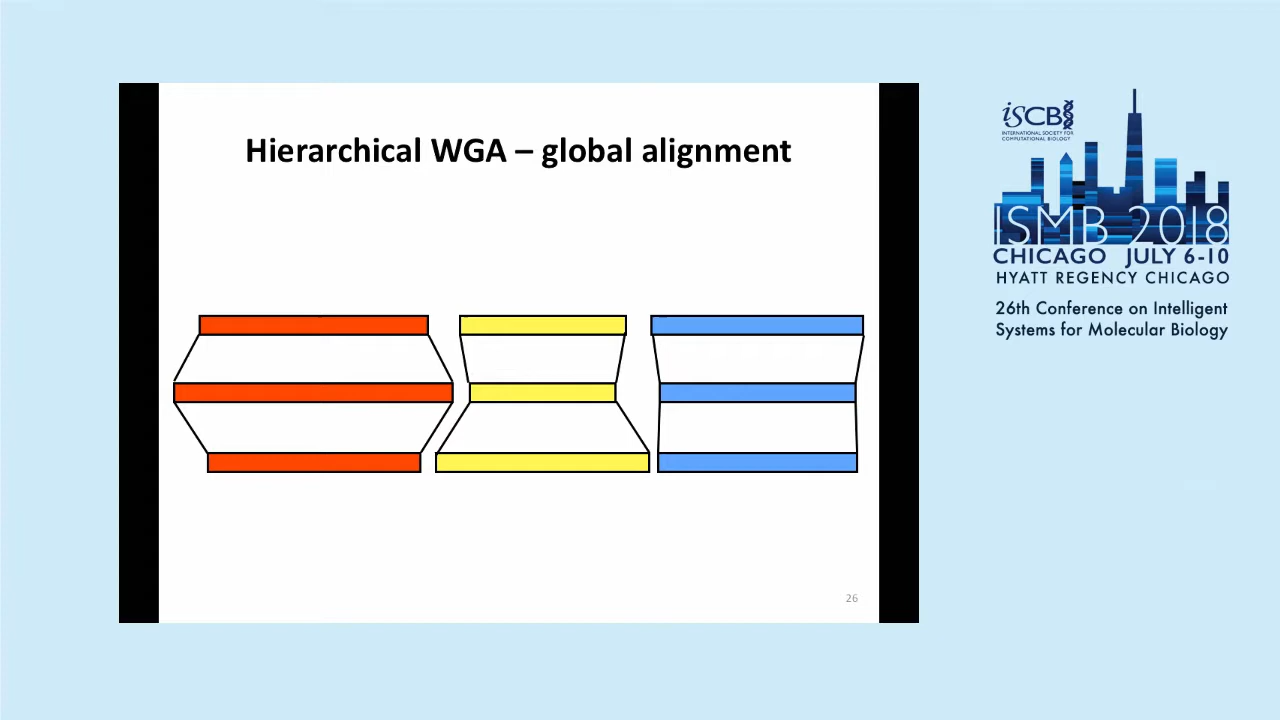 Hierarchical WGA – global alignment
26
iSCB
INTERNATIONAL SOCIETY FOR
COMPUTATIONAL BIOLOGY
ISMB 2018
CHICAGO JULY 6-10
HYATT REGENCY CHICAGO
26th Conference on Intelligent
Systems for Molecular Biology